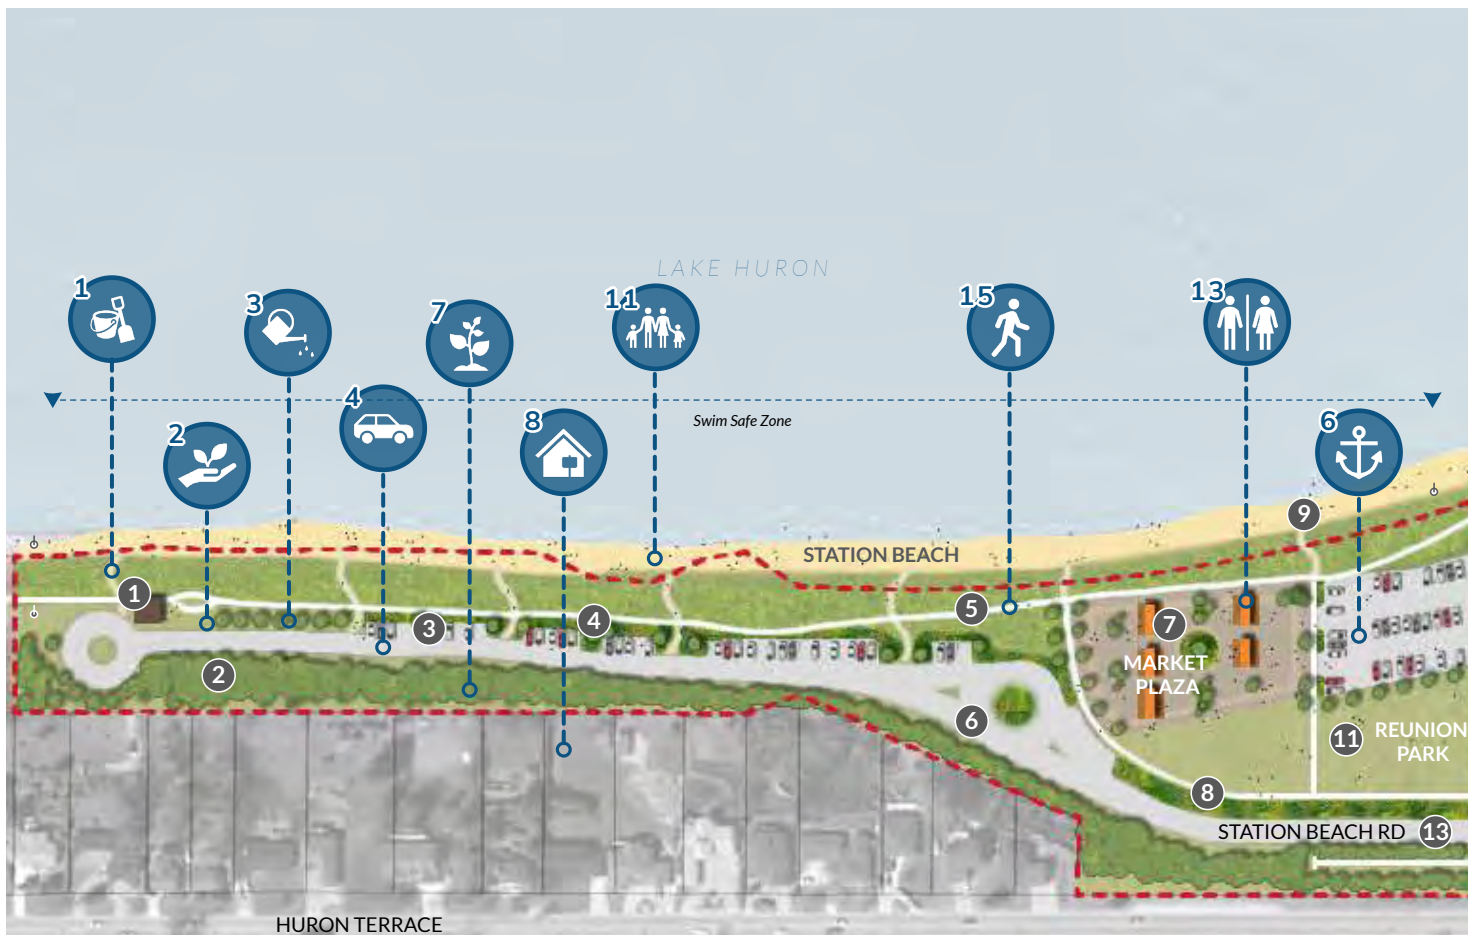 LAKE HURON
1
3
7
11
15
13
4
Swim Safe Zone
2
8
6
9
STATION BEACH
1
3
4
5
7
MARKET
PLAZA
2
6
11
REUNION
PARK
8
STATION BEACH RD
13
HURON TERRACE